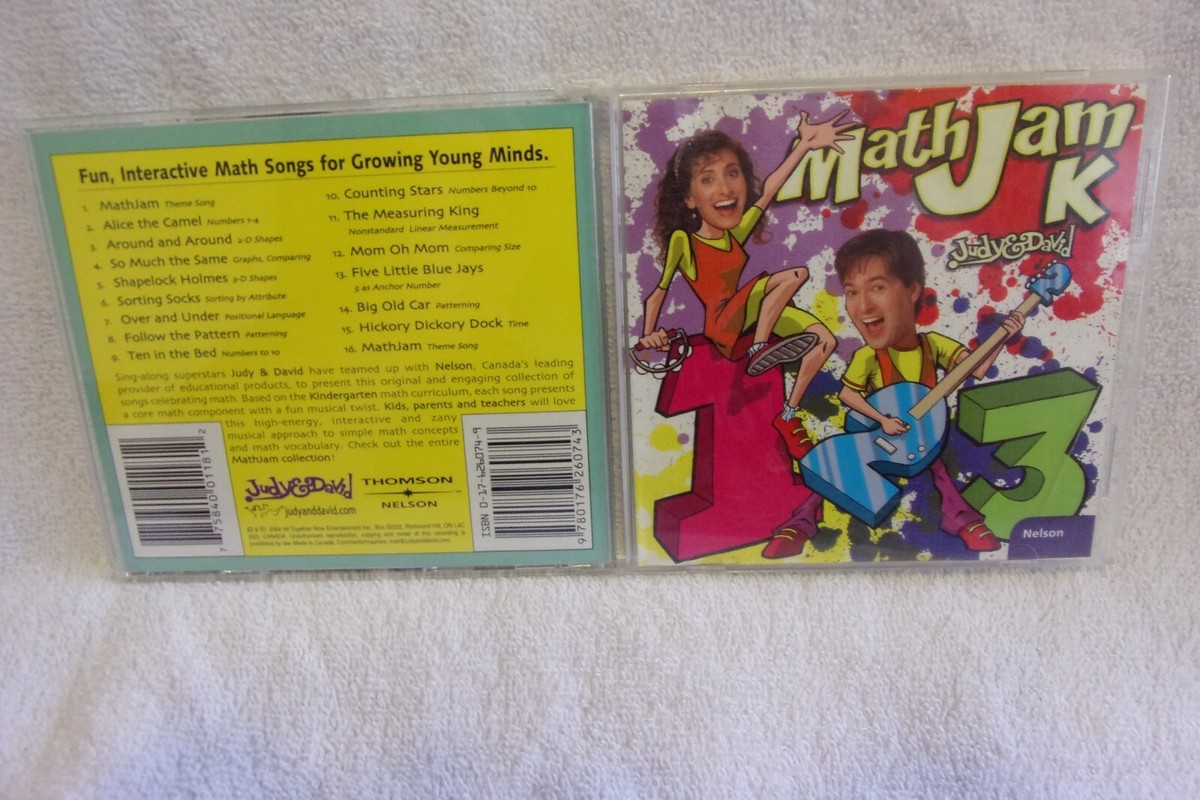 Fun, Interactive Math Songs for Growing Young Minds.
1. MathJam Theme Song
2. Alice the Camel Numbers 1-4
3. Around and Around 2-D Shapes
4. So Much the Same Graphs, Comparing
5. Shapelock Holmes 3-D Shapes
6. Sorting Socks Sorting by Attribute
7. Over and Under Positional Language
8. Follow the Pattern Patterning
9. Ten in the Bed Numbers to 10
10. Counting Stars Numbers Beyond 10
11. The Measuring King
Nonstandard Linear Measurement
12. Mom Oh Mom Comparing Size
13. Five Little Blue Jays
5 as Anchor Number
14. Big Old Car Patterning
15. Hickory Dickory Dock Time
16. MathJam Theme Song
Sing-along superstars Judy & David have teamed up with Nelson, Canada's leading
provider of educational products, to present this original and engaging collection of
songs celebrating math. Based on the Kindergarten math curriculum, each song presents
a core math component with a fun musical twist. Kids, parents and teachers will love
this high-energy, interactive and zany
musical approach to simple math concepts
and math vocabulary. Check out the entire
MathJam collection!
Judy & David
judyanddavid.com
THOMSON
NELSON
7 75840 01181 2
ISBN 0-17-626074-9
9 780176 260743
Math Jam
K
Judy & David
1 2 3
Nelson